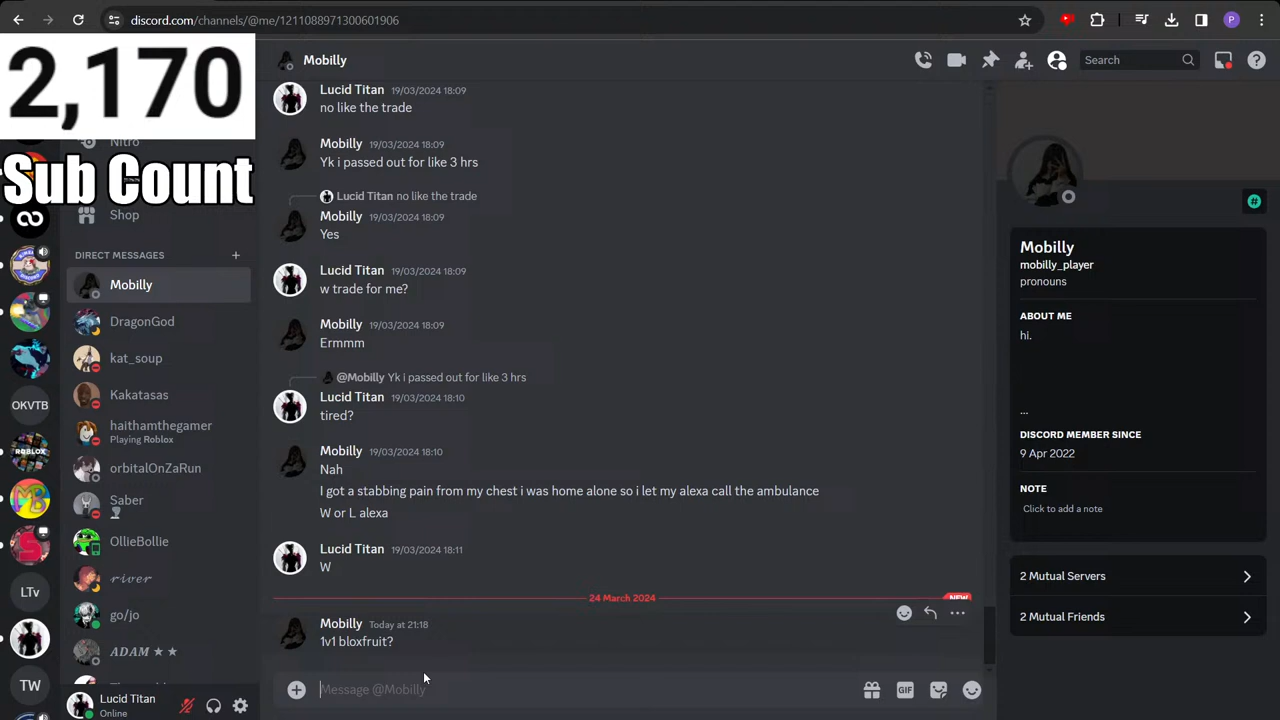 discord.com/channels/@me/1211088971300601906
2,170
Sub Count
Nitro
Shop
DIRECT MESSAGES
Mobilly
DragonGod
kat_soup
Kakatasas
haithamthegamer
Playing Roblox
orbitalOnZaRun
Saber
OllieBollie
river
go/jo
ADAM ★ ★
OKVTB
ROBLOX
LTv
TW
Lucid Titan
Online
Mobilly
Search
Lucid Titan 19/03/2024 18:09
no like the trade
Mobilly 19/03/2024 18:09
Yk i passed out for like 3 hrs
Lucid Titan no like the trade
Mobilly 19/03/2024 18:09
Yes
Lucid Titan 19/03/2024 18:09
w trade for me?
Mobilly 19/03/2024 18:09
Ermmm
@Mobilly Yk i passed out for like 3 hrs
Lucid Titan 19/03/2024 18:10
tired?
Mobilly 19/03/2024 18:10
Nah
I got a stabbing pain from my chest i was home alone so i let my alexa call the ambulance
W or L alexa
Lucid Titan 19/03/2024 18:11
W
24 March 2024
NEW
Mobilly Today at 21:18
1v1 bloxfruit?
Message @Mobilly
GIF
Mobilly
mobilly_player
pronouns
ABOUT ME
hi.
...
DISCORD MEMBER SINCE
9 Apr 2022
NOTE
Click to add a note
2 Mutual Servers
2 Mutual Friends
P